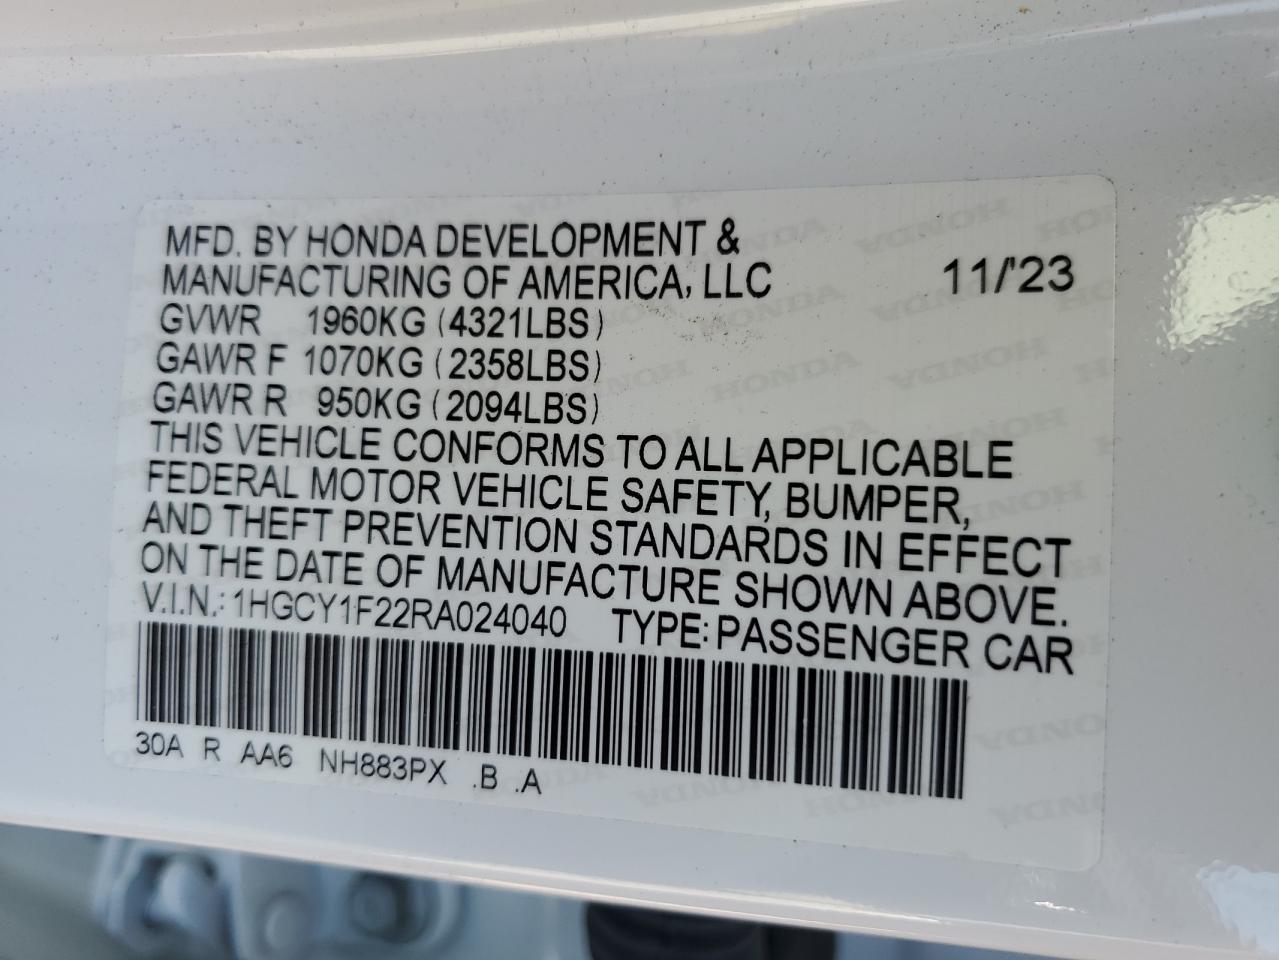 MFD. BY HONDA DEVELOPMENT &
MANUFACTURING OF AMERICA, LLC 11/'23
GVWR 1960KG (4321LBS)
GAWR F 1070KG (2358LBS)
GAWR R 950KG (2094LBS)
THIS VEHICLE CONFORMS TO ALL APPLICABLE
FEDERAL MOTOR VEHICLE SAFETY, BUMPER,
AND THEFT PREVENTION STANDARDS IN EFFECT
ON THE DATE OF MANUFACTURE SHOWN ABOVE.
V.I.N.: 1HGCY1F22RA024040 TYPE: PASSENGER CAR
30A R AA6 NH883PX .B .A